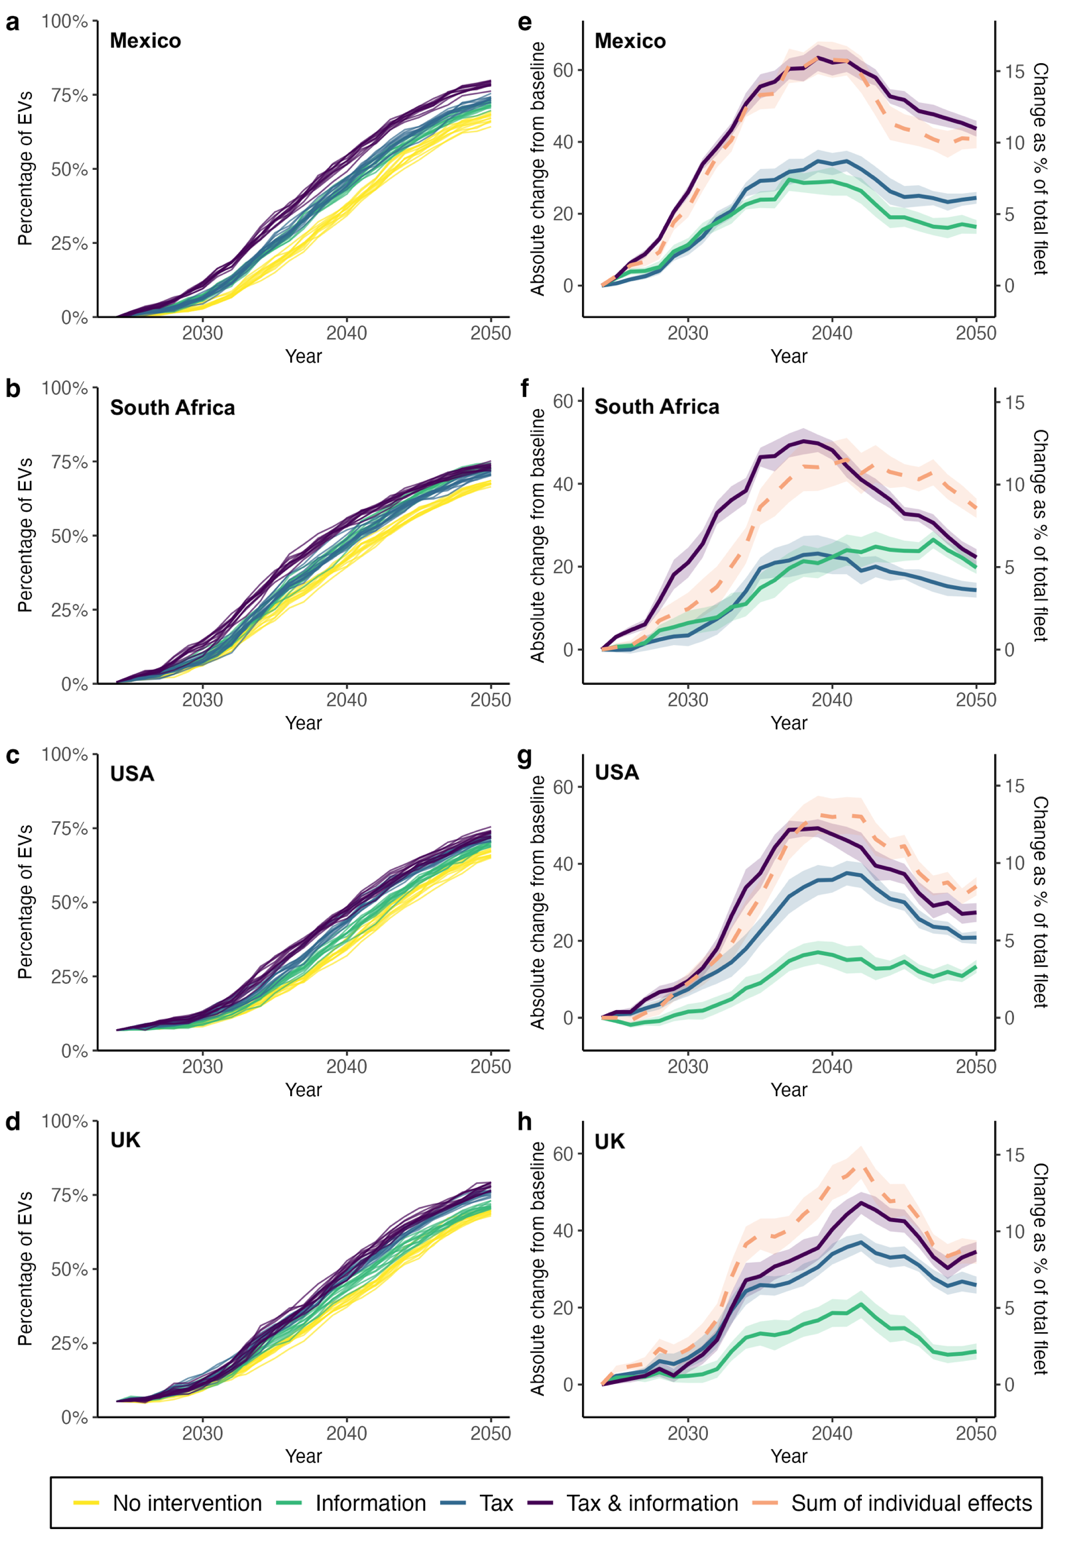 a
Mexico
Percentage of EVs
100%
75%
50%
25%
0%
2030
2040
2050
Year
e
Mexico
Absolute change from baseline
60
40
20
0
15
10
5
0
Change as % of total fleet
2030
2040
2050
Year
b
South Africa
Percentage of EVs
100%
75%
50%
25%
0%
2030
2040
2050
Year
f
South Africa
Absolute change from baseline
60
40
20
0
15
10
5
0
Change as % of total fleet
2030
2040
2050
Year
c
USA
Percentage of EVs
100%
75%
50%
25%
0%
2030
2040
2050
Year
g
USA
Absolute change from baseline
60
40
20
0
15
10
5
0
Change as % of total fleet
2030
2040
2050
Year
d
UK
Percentage of EVs
100%
75%
50%
25%
0%
2030
2040
2050
Year
h
UK
Absolute change from baseline
60
40
20
0
15
10
5
0
Change as % of total fleet
2030
2040
2050
Year
No intervention Information Tax Tax & information Sum of individual effects